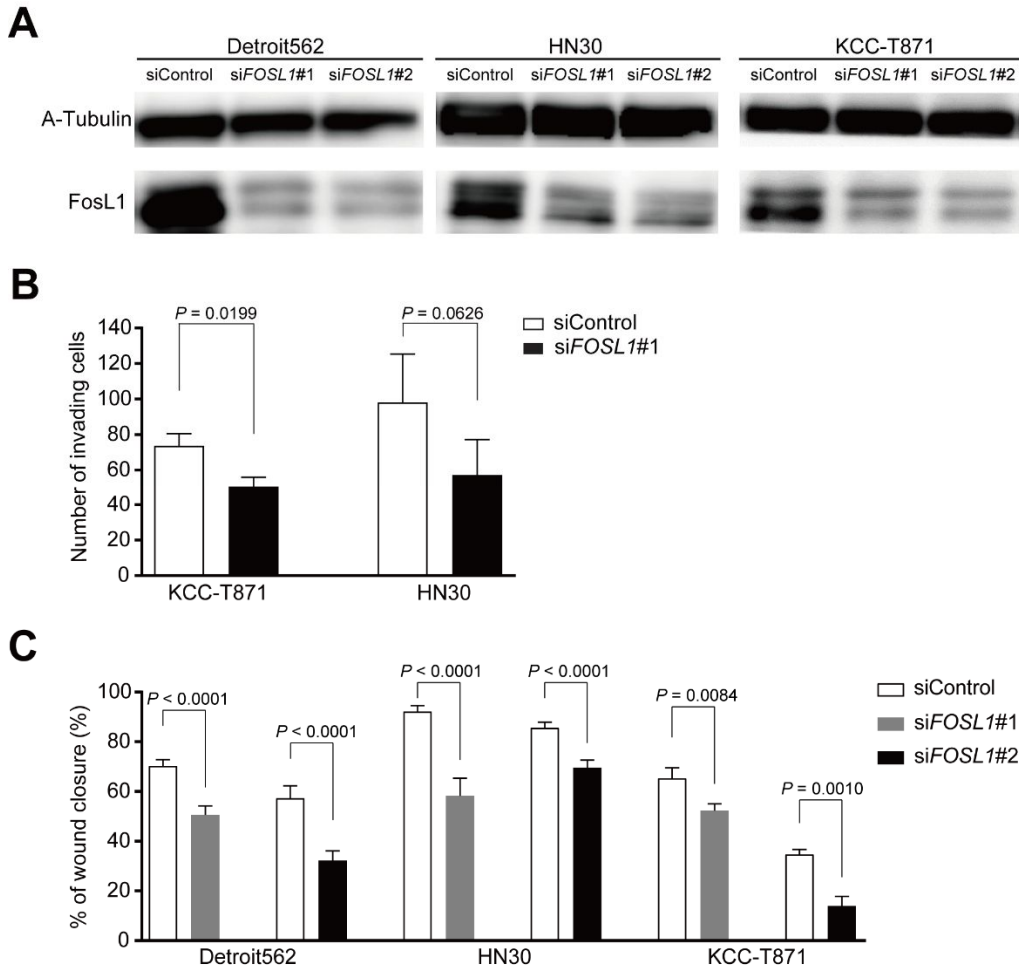 A
Detroit562 HN30 KCC-T871
siControl siFOSL1#1 siFOSL1#2 siControl siFOSL1#1 siFOSL1#2 siControl siFOSL1#1 siFOSL1#2
A-Tubulin
FosL1
B
P = 0.0199 P = 0.0626
siControl
siFOSL1#1
Number of invading cells
140
120
100
80
60
40
20
0
KCC-T871 HN30
C
P < 0.0001 P < 0.0001 P < 0.0001 P < 0.0001 P = 0.0084 P = 0.0010
siControl
siFOSL1#1
siFOSL1#2
% of wound closure (%)
100
80
60
40
20
0
Detroit562 HN30 KCC-T871